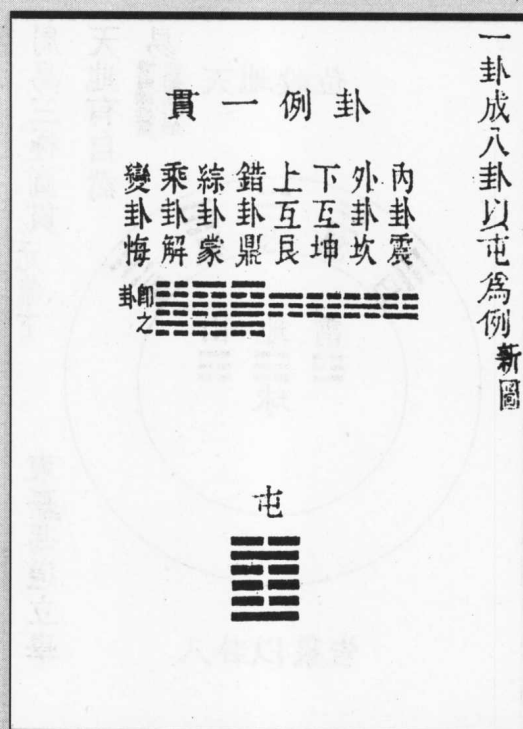 一卦成八卦以屯為例新圖
卦例一貫
內卦震
外卦坎
下互坤
上互艮
錯卦鼎
綜卦蒙
乘卦解
變卦悔
即之卦
屯